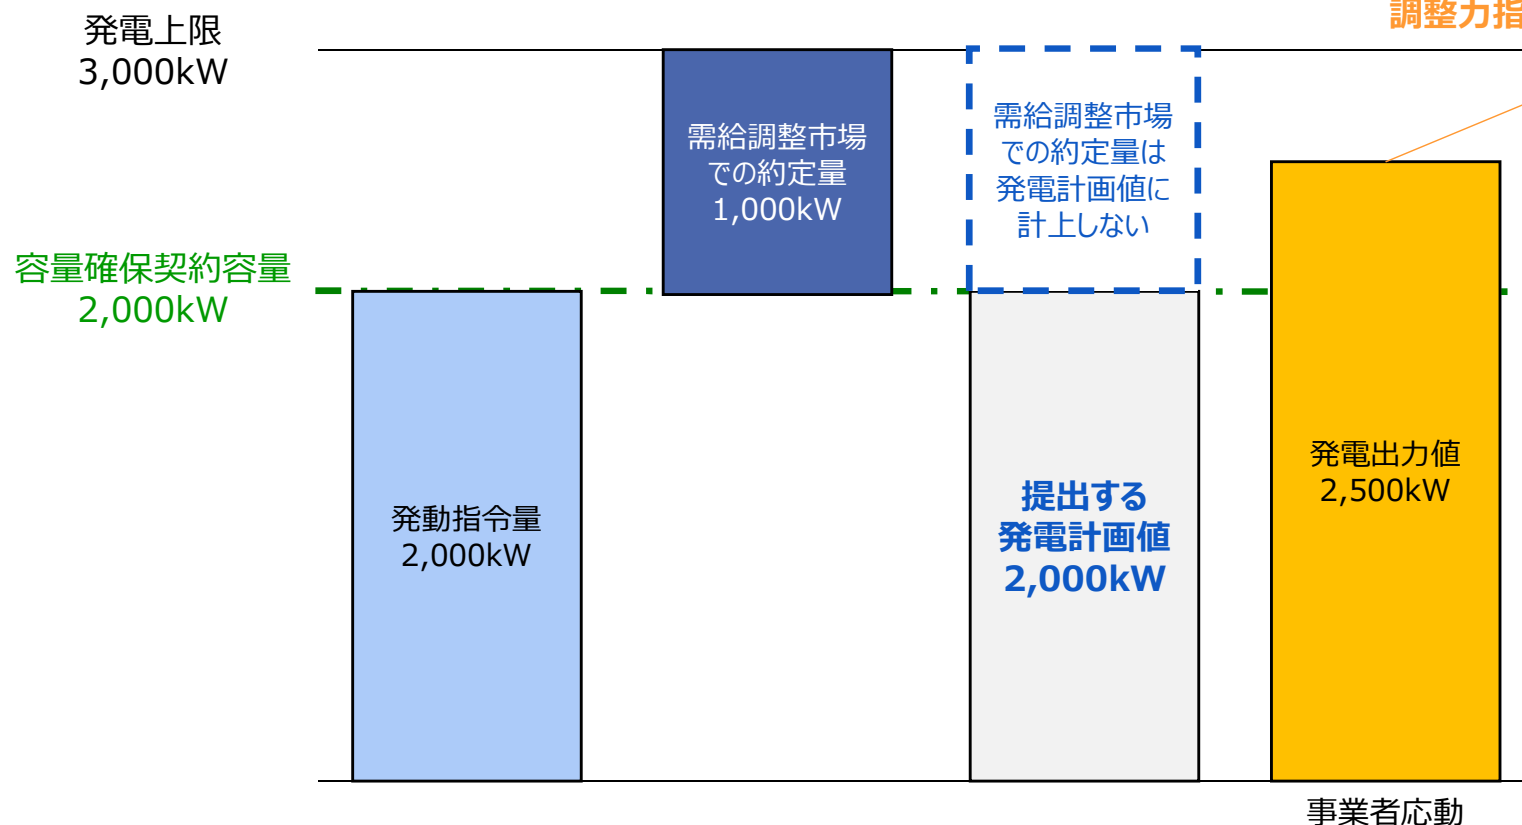 調整力指
発電上限
3,000kW
需給調整市場
での約定量
1,000kW
需給調整市場
での約定量は
発電計画値に
計上しない
容量確保契約容量
2,000kW
発動指令量
2,000kW
提出する
発電計画値
2,000kW
発電出力値
2,500kW
事業者応動